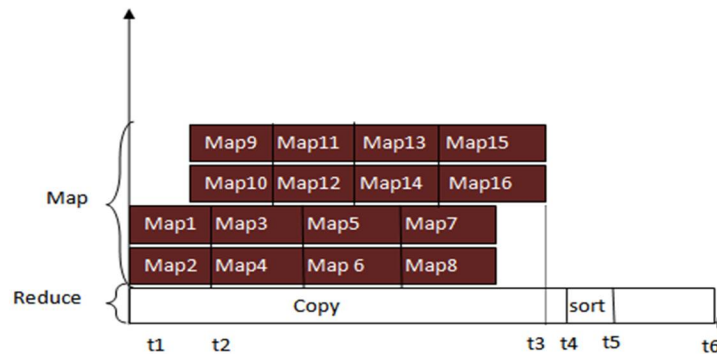 Map9 Map11 Map13 Map15
Map10 Map12 Map14 Map16
Map
Map1 Map3 Map5 Map7
Map2 Map4 Map 6 Map8
Reduce
Copy sort
t1 t2 t3 t4 t5 t6